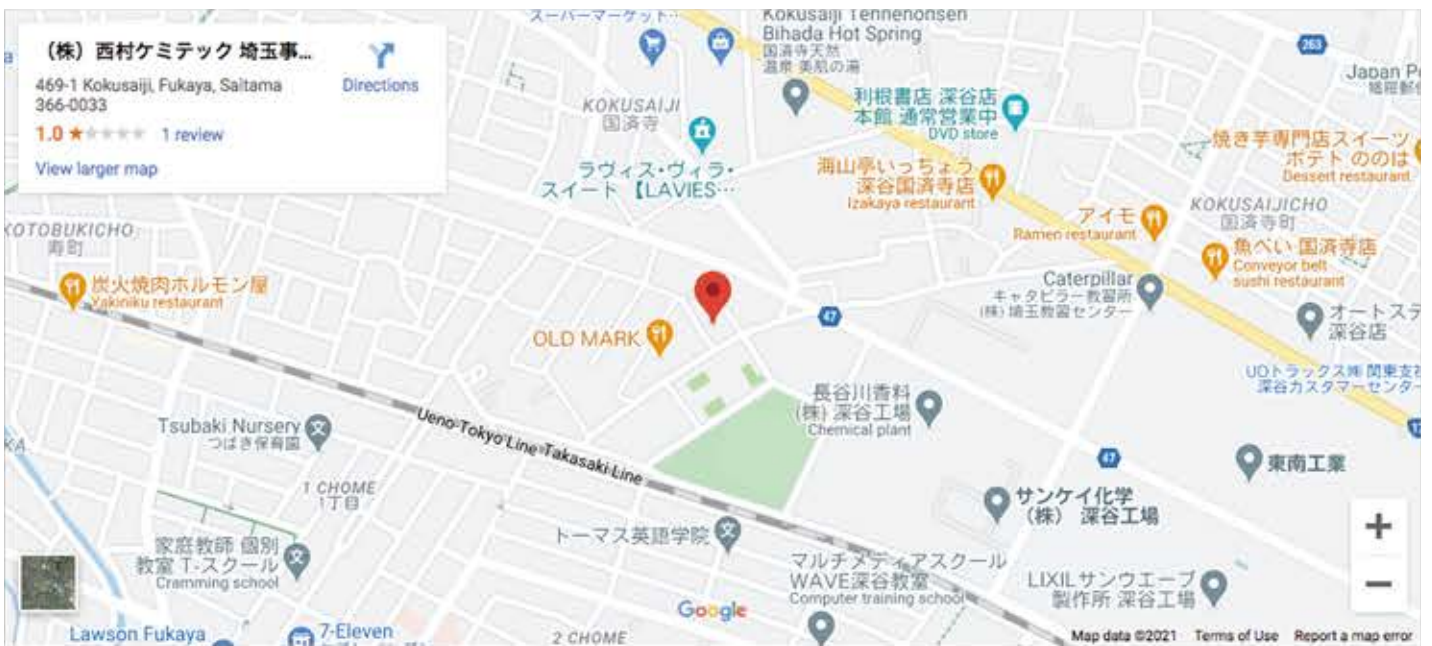 （株）西村ケミテック 埼玉事...
Directions
469-1 Kokusaiji, Fukaya, Saitama
366-0033
1.0
1 review
View larger map
スーパーマーケット…
Kokusaiji Tennenonsen
Bihada Hot Spring
国済寺天然
温泉 美肌の湯
263
KOKUSAIJI
国済寺
利根書店 深谷店
本館 通常営業中
DVD store
焼き芋専門店スイーツ
ポテト ののは
Dessert restaurant
ラヴィス・ヴィラ・
スイート【LAVIES…
海山亭いっちょう
深谷国済寺店
Izakaya restaurant
KOKUSAIJICHO
国済寺町
アイモ
Ramen restaurant
KOTOBUKICHO
寿町
魚べい 国済寺店
Conveyor belt
sushi restaurant
炭火焼肉ホルモン屋
Yakiniku restaurant
Caterpillar
キャタピラー教習所
(株) 埼玉教習センター
47
オートステ
深谷店
OLD MARK
UDトラックス㈱ 関東支社
深谷カスタマーセンター
長谷川香料
(株) 深谷工場
Chemical plant
Tsubaki Nursery
つばき保育園
Ueno-Tokyo Line-Takasaki Line
47
東南工業
1 CHOME
1丁目
サンケイ化学
（株） 深谷工場
トーマス英語学院
家庭教師 個別
教室 T-スクール
Cramming school
マルチメディアスクール
WAVE深谷教室
Computer training school
LIXILサンウエーブ
製作所 深谷工場
Google
Lawson Fukaya
7-Eleven
2 CHOME
Map data ©2021
Terms of Use
Report a map error